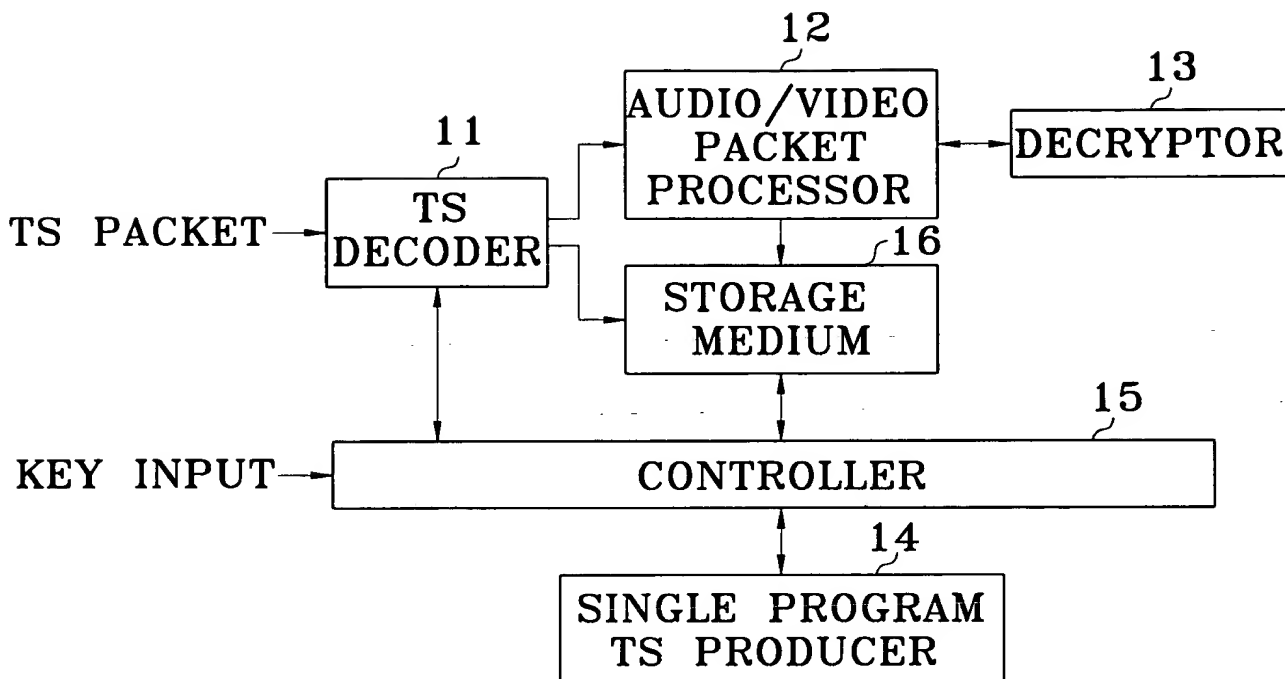 12
AUDIO/VIDEO
PACKET
PROCESSOR
13
DECRYPTOR
11
TS
DECODER
TS PACKET
16
STORAGE
MEDIUM
15
KEY INPUT
CONTROLLER
14
SINGLE PROGRAM
TS PRODUCER